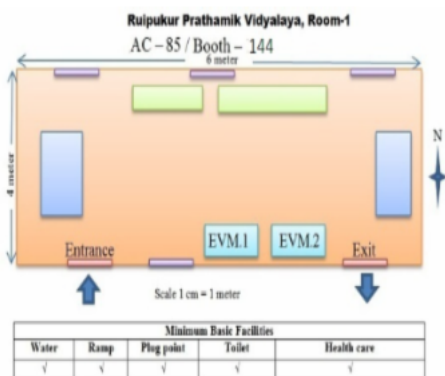 Ruipukur Prathamik Vidyalaya, Room-1
AC – 85 / Booth – 144
6 meter
4 meter
N
EVM.1 EVM.2
Entrance Exit
Scale 1 cm = 1 meter
Minimum Basic Facilities
Water Ramp Plug point Toilet Health care
√ √ √ √ √